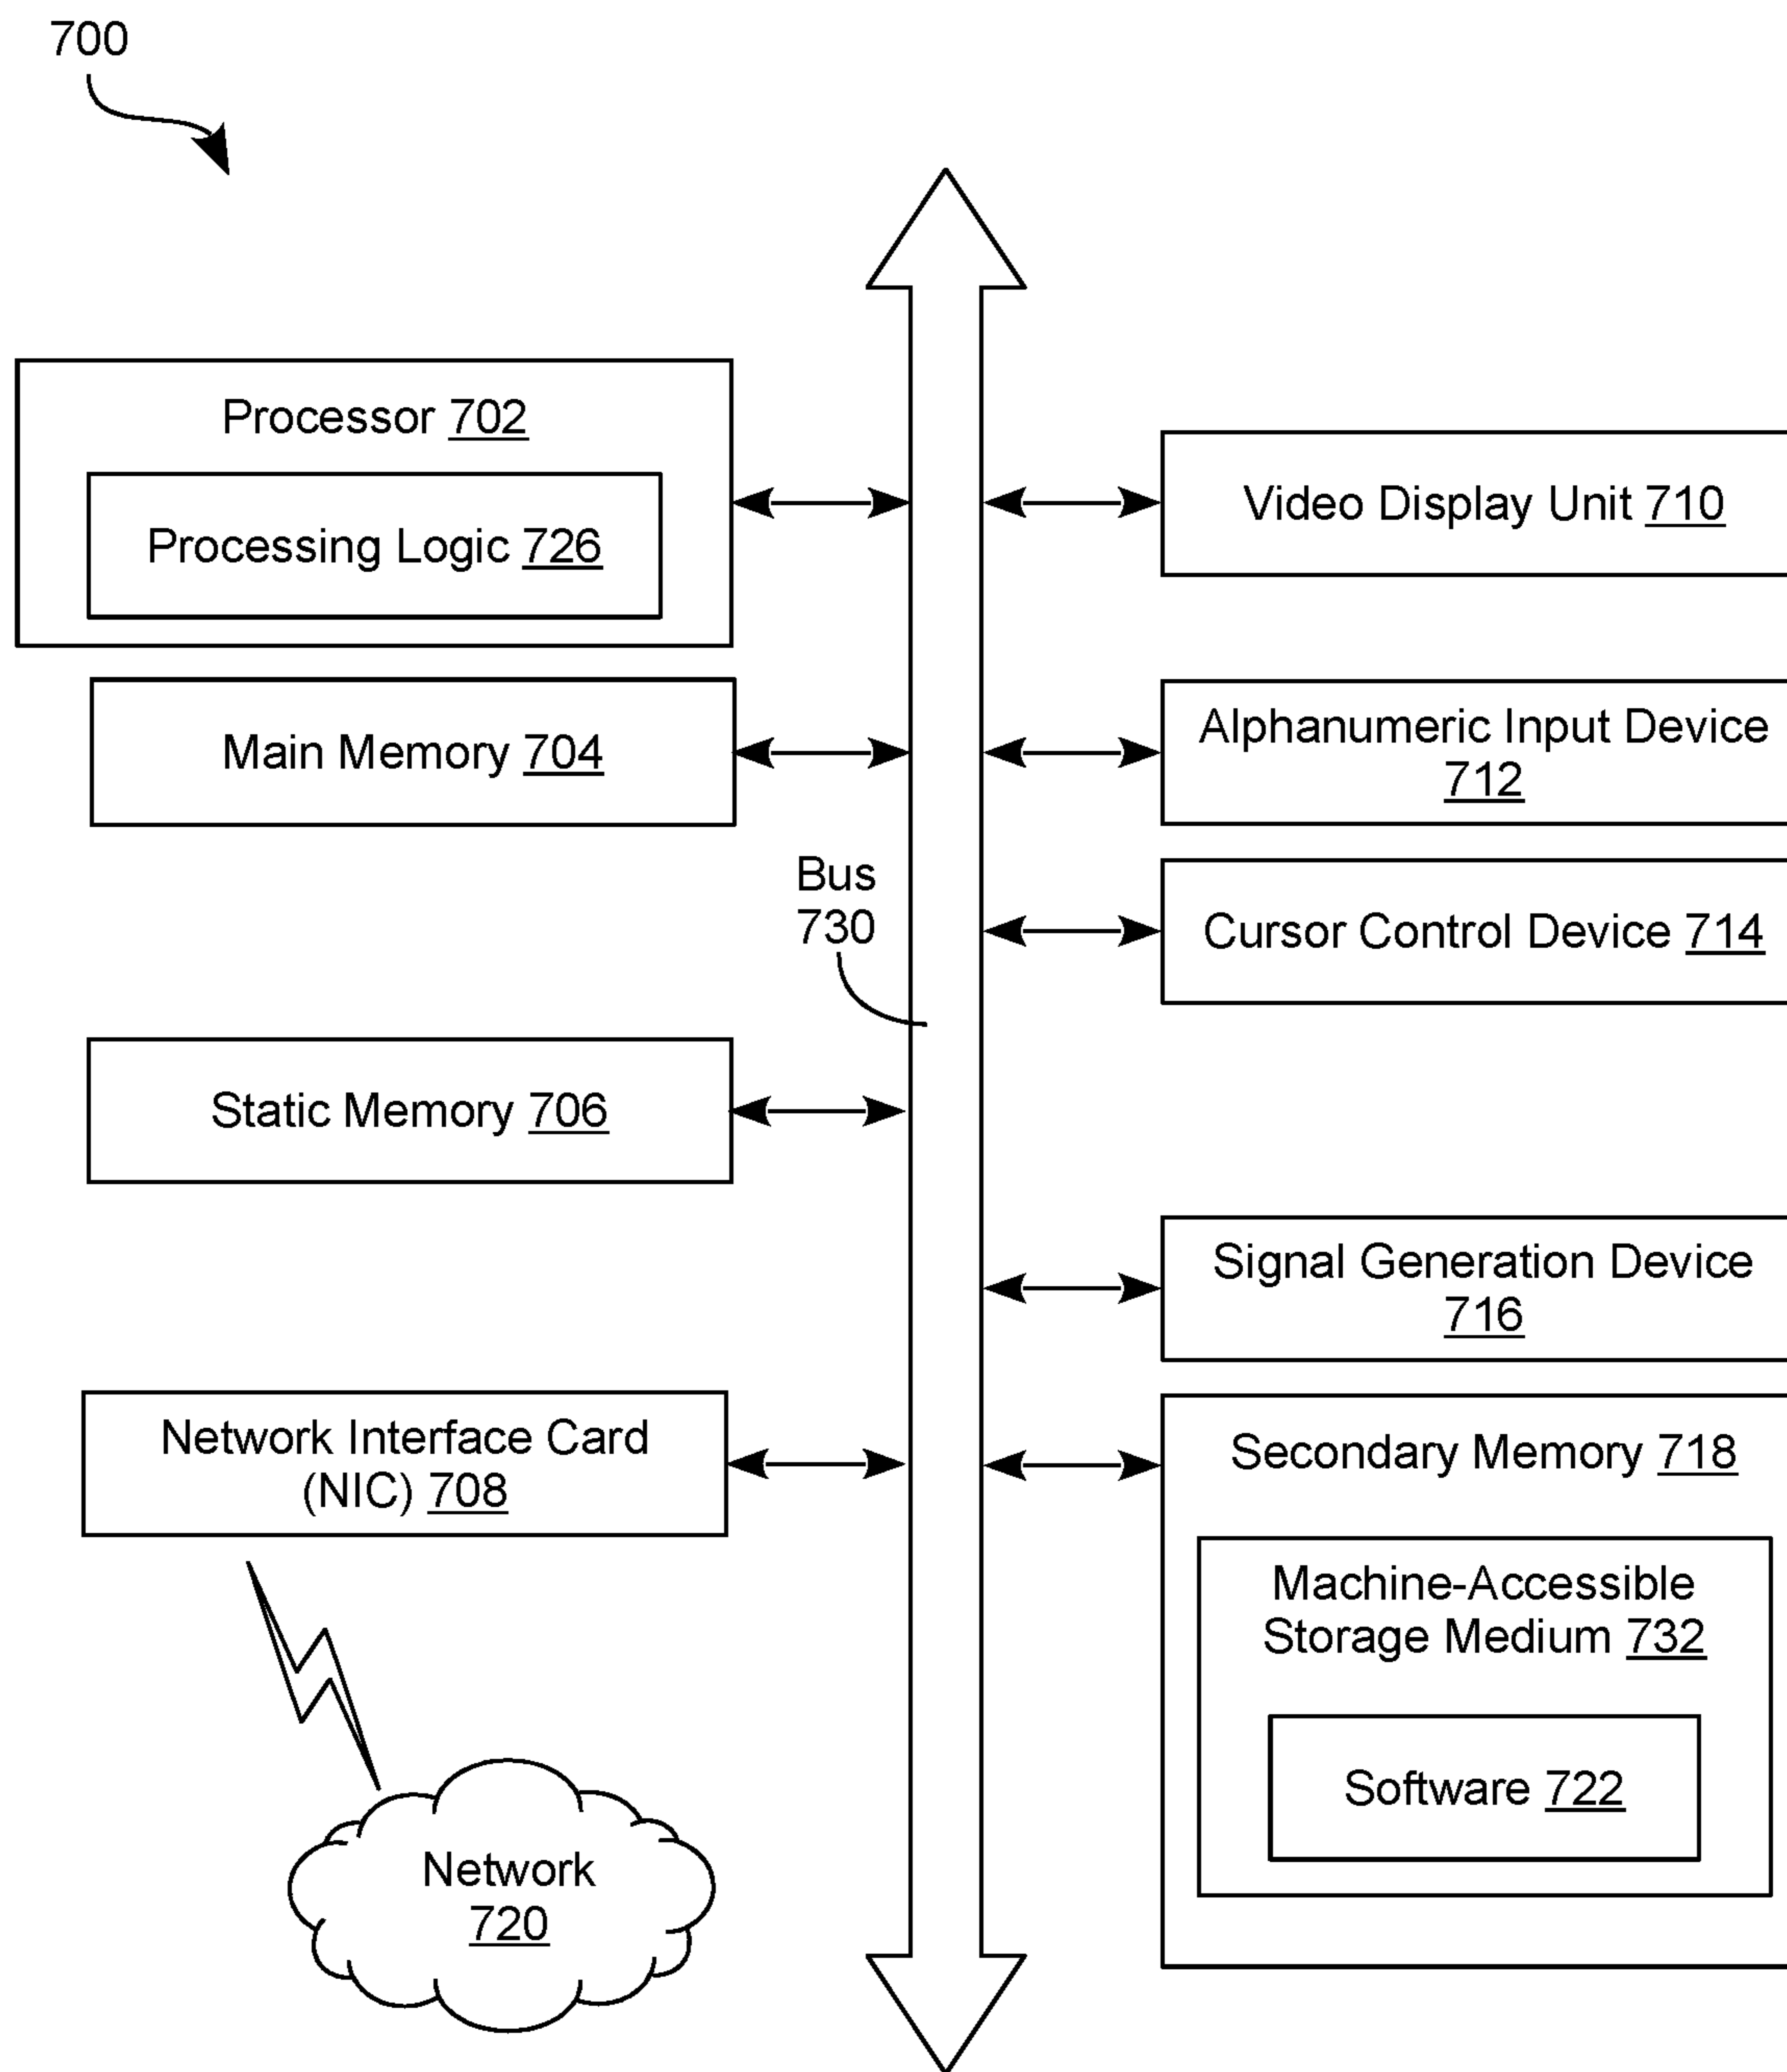 700
Processor 702
Processing Logic 726
Main Memory 704
Bus
730
Static Memory 706
Network Interface Card
(NIC) 708
Network
720
Video Display Unit 710
Alphanumeric Input Device
712
Cursor Control Device 714
Signal Generation Device
716
Secondary Memory 718
Machine-Accessible
Storage Medium 732
Software 722